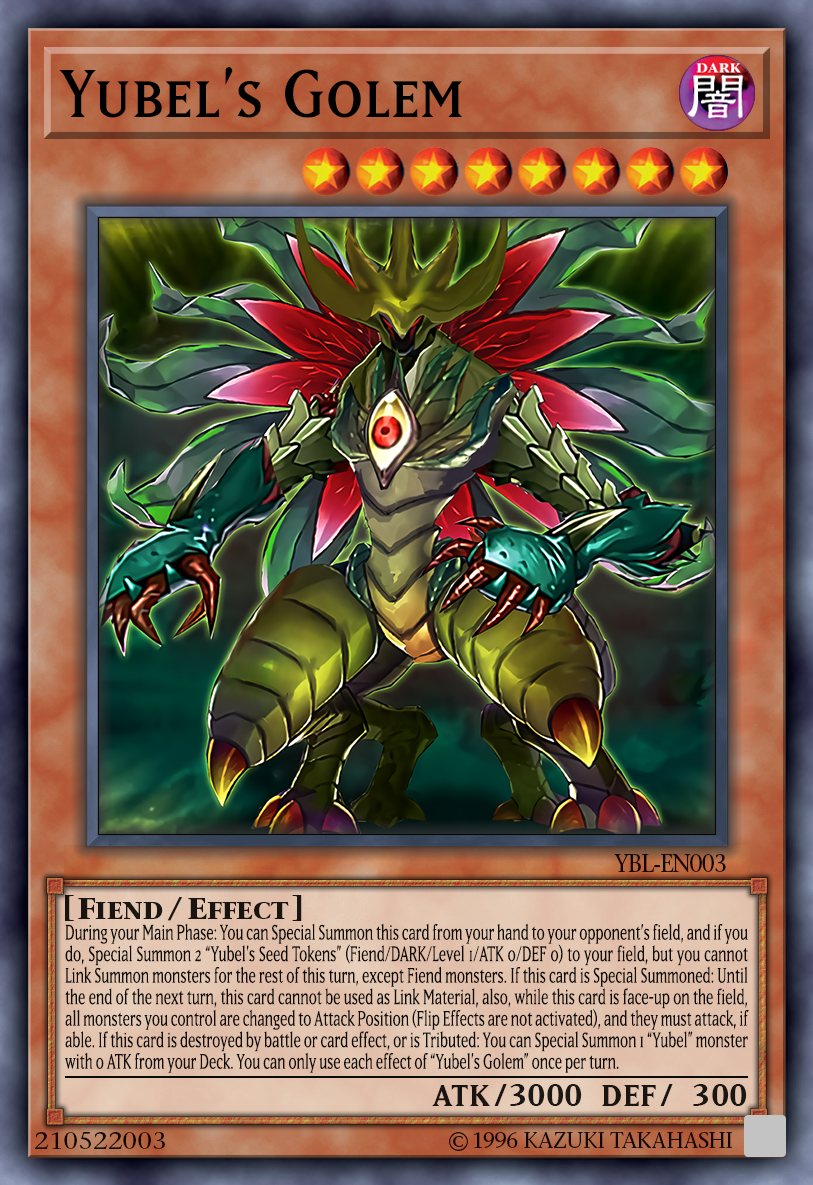 Yubel's Golem
DARK
闇
YBL-EN003
[Fiend / Effect]
During your Main Phase: You can Special Summon this card from your hand to your opponent's field, and if you
do, Special Summon 2 “Yubel's Seed Tokens” (Fiend/DARK/Level 1/ATK 0/DEF 0) to your field, but you cannot
Link Summon monsters for the rest of this turn, except Fiend monsters. If this card is Special Summoned: Until
the end of the next turn, this card cannot be used as Link Material, also, while this card is face-up on the field,
all monsters you control are changed to Attack Position (Flip Effects are not activated), and they must attack, if
able. If this card is destroyed by battle or card effect, or is Tributed: You can Special Summon 1 “Yubel” monster
with 0 ATK from your Deck. You can only use each effect of “Yubel's Golem” once per turn.
ATK/3000 DEF/ 300
210522003 © 1996 KAZUKI TAKAHASHI